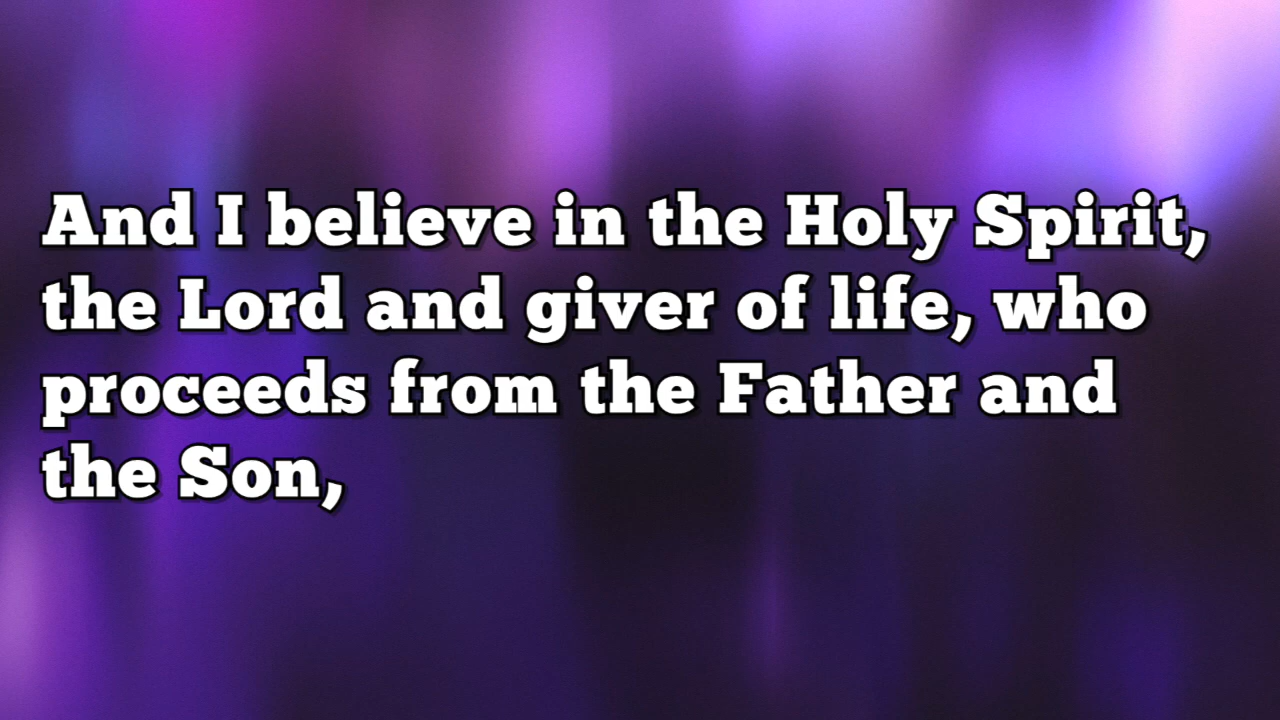 And I believe in the Holy Spirit,
the Lord and giver of life, who
proceeds from the Father and
the Son,